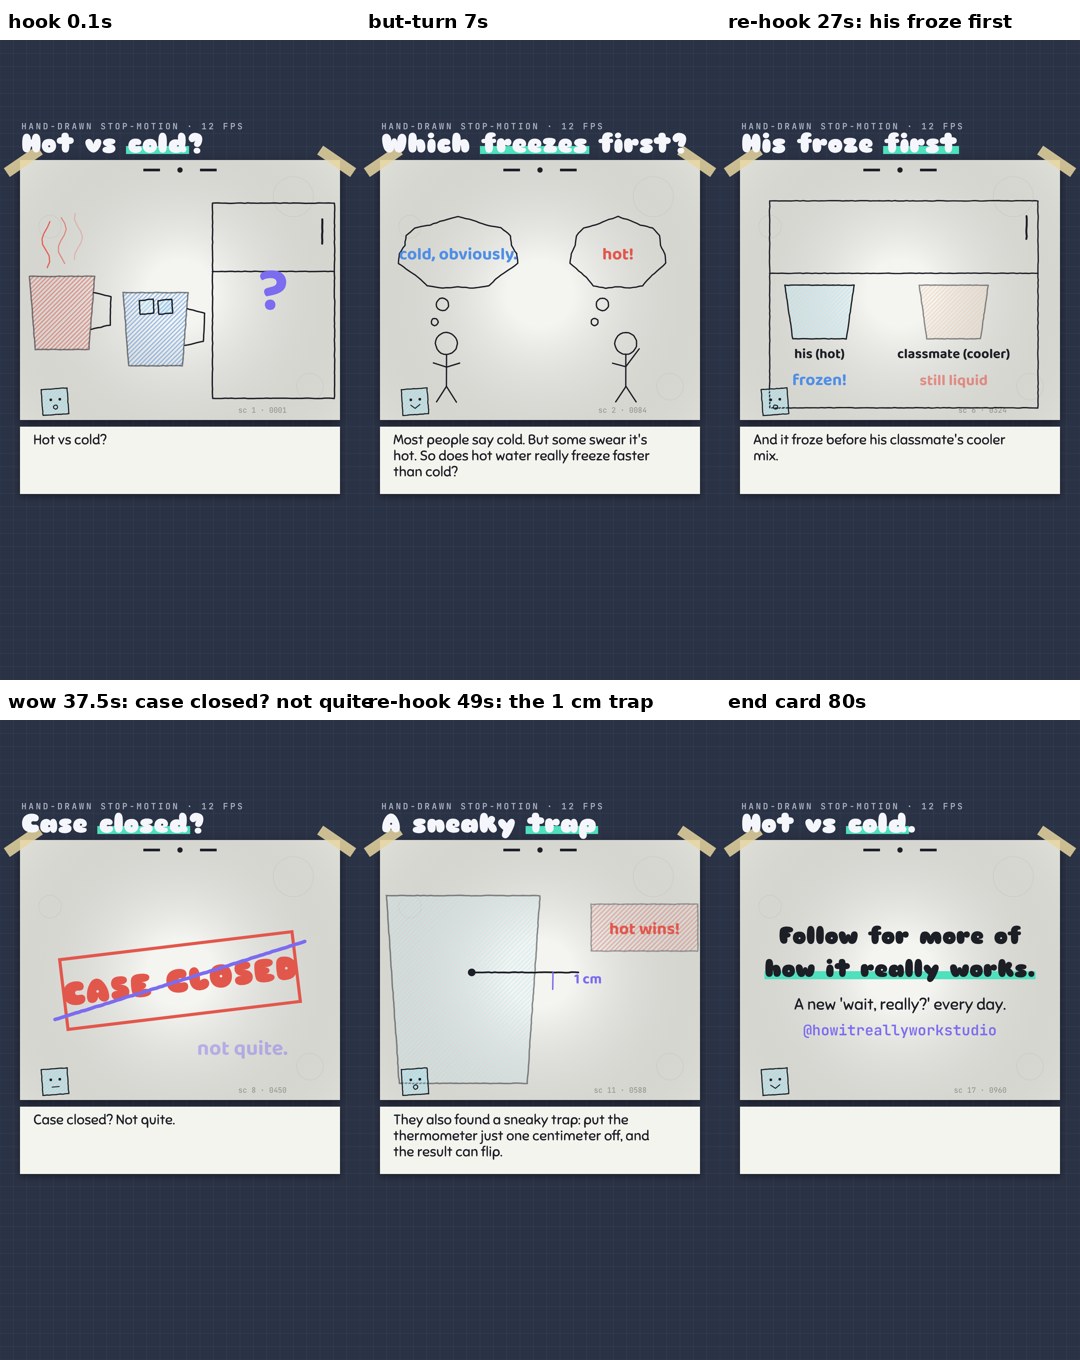 hook 0.1s
but-turn 7s
re-hook 27s: his froze first
HAND-DRAWN STOP-MOTION · 12 FPS
Hot vs cold?
?
sc 1 · 0001
Hot vs cold?
HAND-DRAWN STOP-MOTION · 12 FPS
Which freezes first?
cold, obviously.
hot!
sc 2 · 0084
Most people say cold. But some swear it's
hot. So does hot water really freeze faster
than cold?
HAND-DRAWN STOP-MOTION · 12 FPS
His froze first
his (hot)
classmate (cooler)
frozen!
still liquid
sc 6 · 0324
And it froze before his classmate's cooler
mix.
wow 37.5s: case closed? not quite
re-hook 49s: the 1 cm trap
end card 80s
HAND-DRAWN STOP-MOTION · 12 FPS
Case closed?
CASE CLOSED
not quite.
sc 8 · 0450
Case closed? Not quite.
HAND-DRAWN STOP-MOTION · 12 FPS
A sneaky trap
hot wins!
1 cm
sc 11 · 0588
They also found a sneaky trap: put the
thermometer just one centimeter off, and
the result can flip.
HAND-DRAWN STOP-MOTION · 12 FPS
Hot vs cold.
Follow for more of
how it really works.
A new 'wait, really?' every day.
@howitreallyworkstudio
sc 17 · 0960